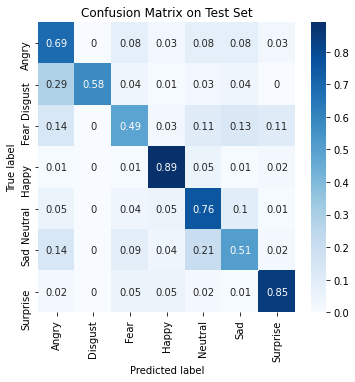 Confusion Matrix on Test Set
Angry 0.69 0 0.08 0.03 0.08 0.08 0.03
Disgust 0.29 0.58 0.04 0.01 0.03 0.04 0
Fear 0.14 0 0.49 0.03 0.11 0.13 0.11
Happy 0.01 0 0.01 0.89 0.05 0.01 0.02
Neutral 0.05 0 0.04 0.05 0.76 0.1 0.01
Sad 0.14 0 0.09 0.04 0.21 0.51 0.02
Surprise 0.02 0 0.05 0.05 0.02 0.01 0.85
True label
Angry Disgust Fear Happy Neutral Sad Surprise
Predicted label
0.8
0.7
0.6
0.5
0.4
0.3
0.2
0.1
0.0